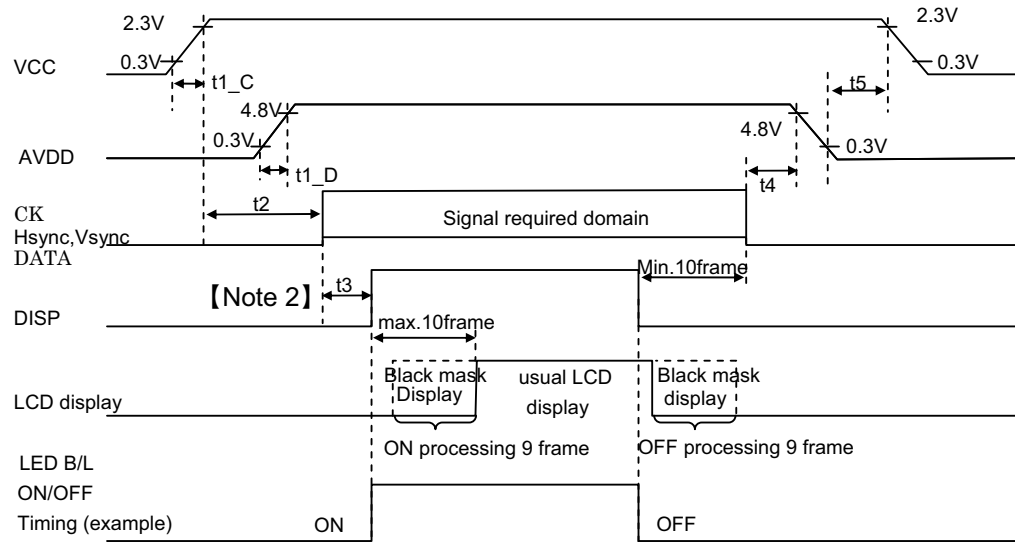 2.3V 2.3V
VCC 0.3V 0.3V
t1_C t5
4.8V 4.8V
AVDD 0.3V 0.3V
t1_D t4
CK t2 Signal required domain
Hsync,Vsync
DATA
【Note 2】 t3 Min.10frame
DISP max.10frame
Black mask usual LCD Black mask
LCD display Display display display
ON processing 9 frame OFF processing 9 frame
LED B/L
ON/OFF
Timing (example) ON OFF